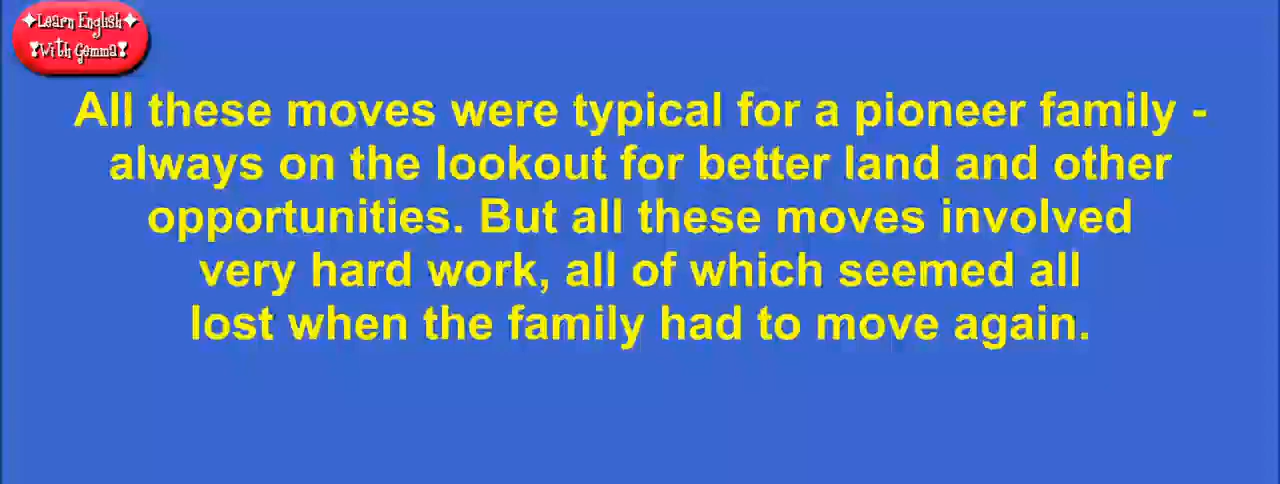 Learn English
With Gemma
All these moves were typical for a pioneer family -
always on the lookout for better land and other
opportunities. But all these moves involved
very hard work, all of which seemed all
lost when the family had to move again.